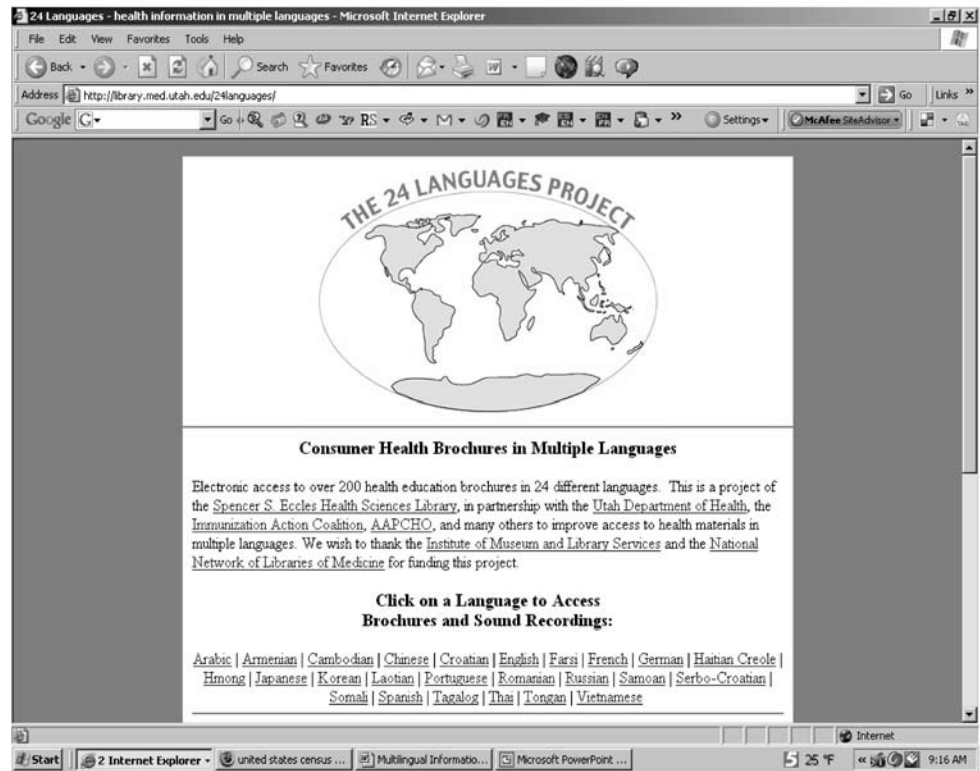 24 Languages - health information in multiple languages - Microsoft Internet Explorer
File Edit View Favorites Tools Help
Back Search Favorites
Address http://library.med.utah.edu/24languages/ Go Links »
Google G Go RS Settings McAfee SiteAdvisor
THE 24 LANGUAGES PROJECT
Consumer Health Brochures in Multiple Languages
Electronic access to over 200 health education brochures in 24 different languages. This is a project of
the Spencer S. Eccles Health Sciences Library, in partnership with the Utah Department of Health, the
Immunization Action Coalition, AAPCHO, and many others to improve access to health materials in
multiple languages. We wish to thank the Institute of Museum and Library Services and the National
Network of Libraries of Medicine for funding this project.
Click on a Language to Access
Brochures and Sound Recordings:
Arabic | Armenian | Cambodian | Chinese | Croatian | English | Farsi | French | German | Haitian Creole |
Hmong | Japanese | Korean | Laotian | Portuguese | Romanian | Russian | Samoan | Serbo-Croatian |
Somali | Spanish | Tagalog | Thai | Tongan | Vietnamese
Internet
Start 2 Internet Explorer united states census ... Multilingual Informatio... Microsoft PowerPoint ... 25 °F « 9:16 AM